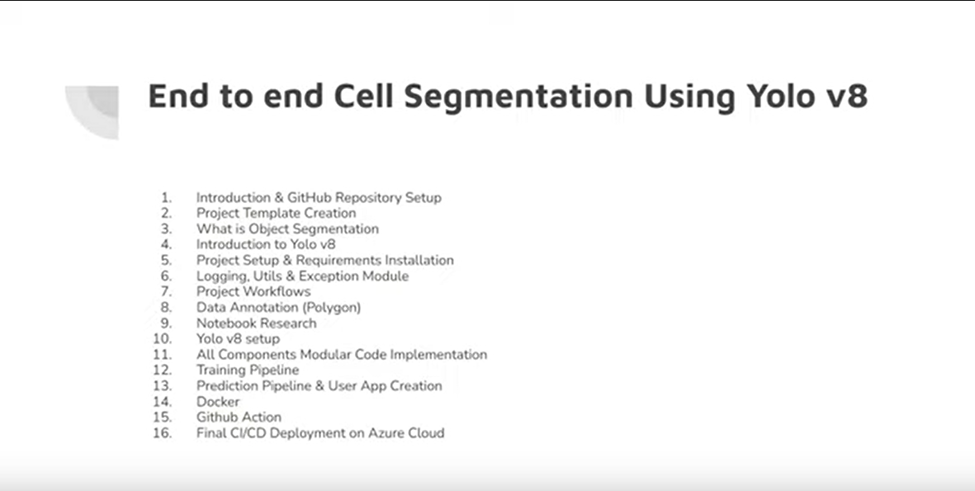 End to end Cell Segmentation Using Yolo v8
1. Introduction & GitHub Repository Setup
2. Project Template Creation
3. What is Object Segmentation
4. Introduction to Yolo v8
5. Project Setup & Requirements Installation
6. Logging, Utils & Exception Module
7. Project Workflows
8. Data Annotation (Polygon)
9. Notebook Research
10. Yolo v8 setup
11. All Components Modular Code Implementation
12. Training Pipeline
13. Prediction Pipeline & User App Creation
14. Docker
15. Github Action
16. Final CI/CD Deployment on Azure Cloud